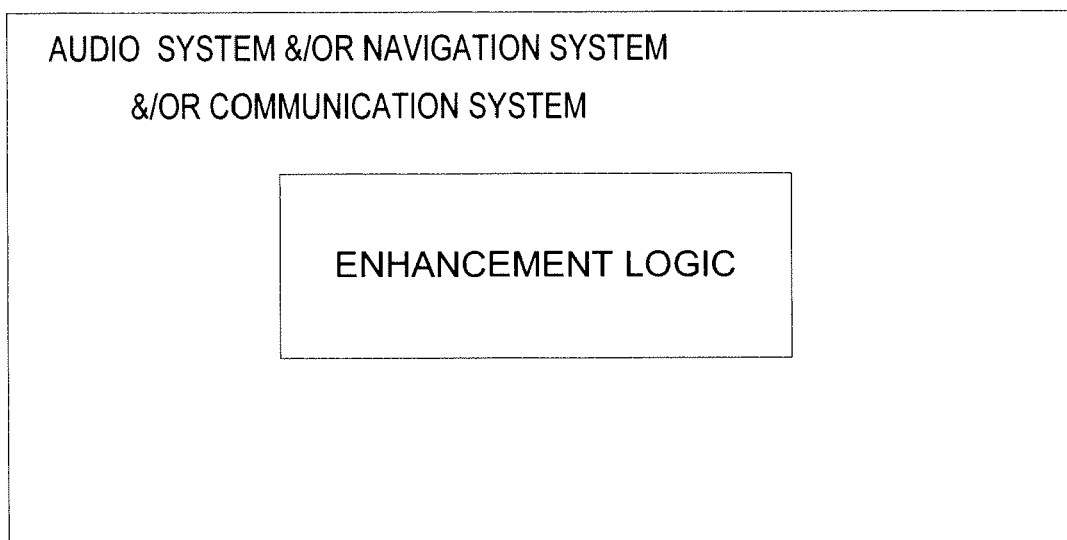 AUDIO SYSTEM &/OR NAVIGATION SYSTEM
&/OR COMMUNICATION SYSTEM
ENHANCEMENT LOGIC